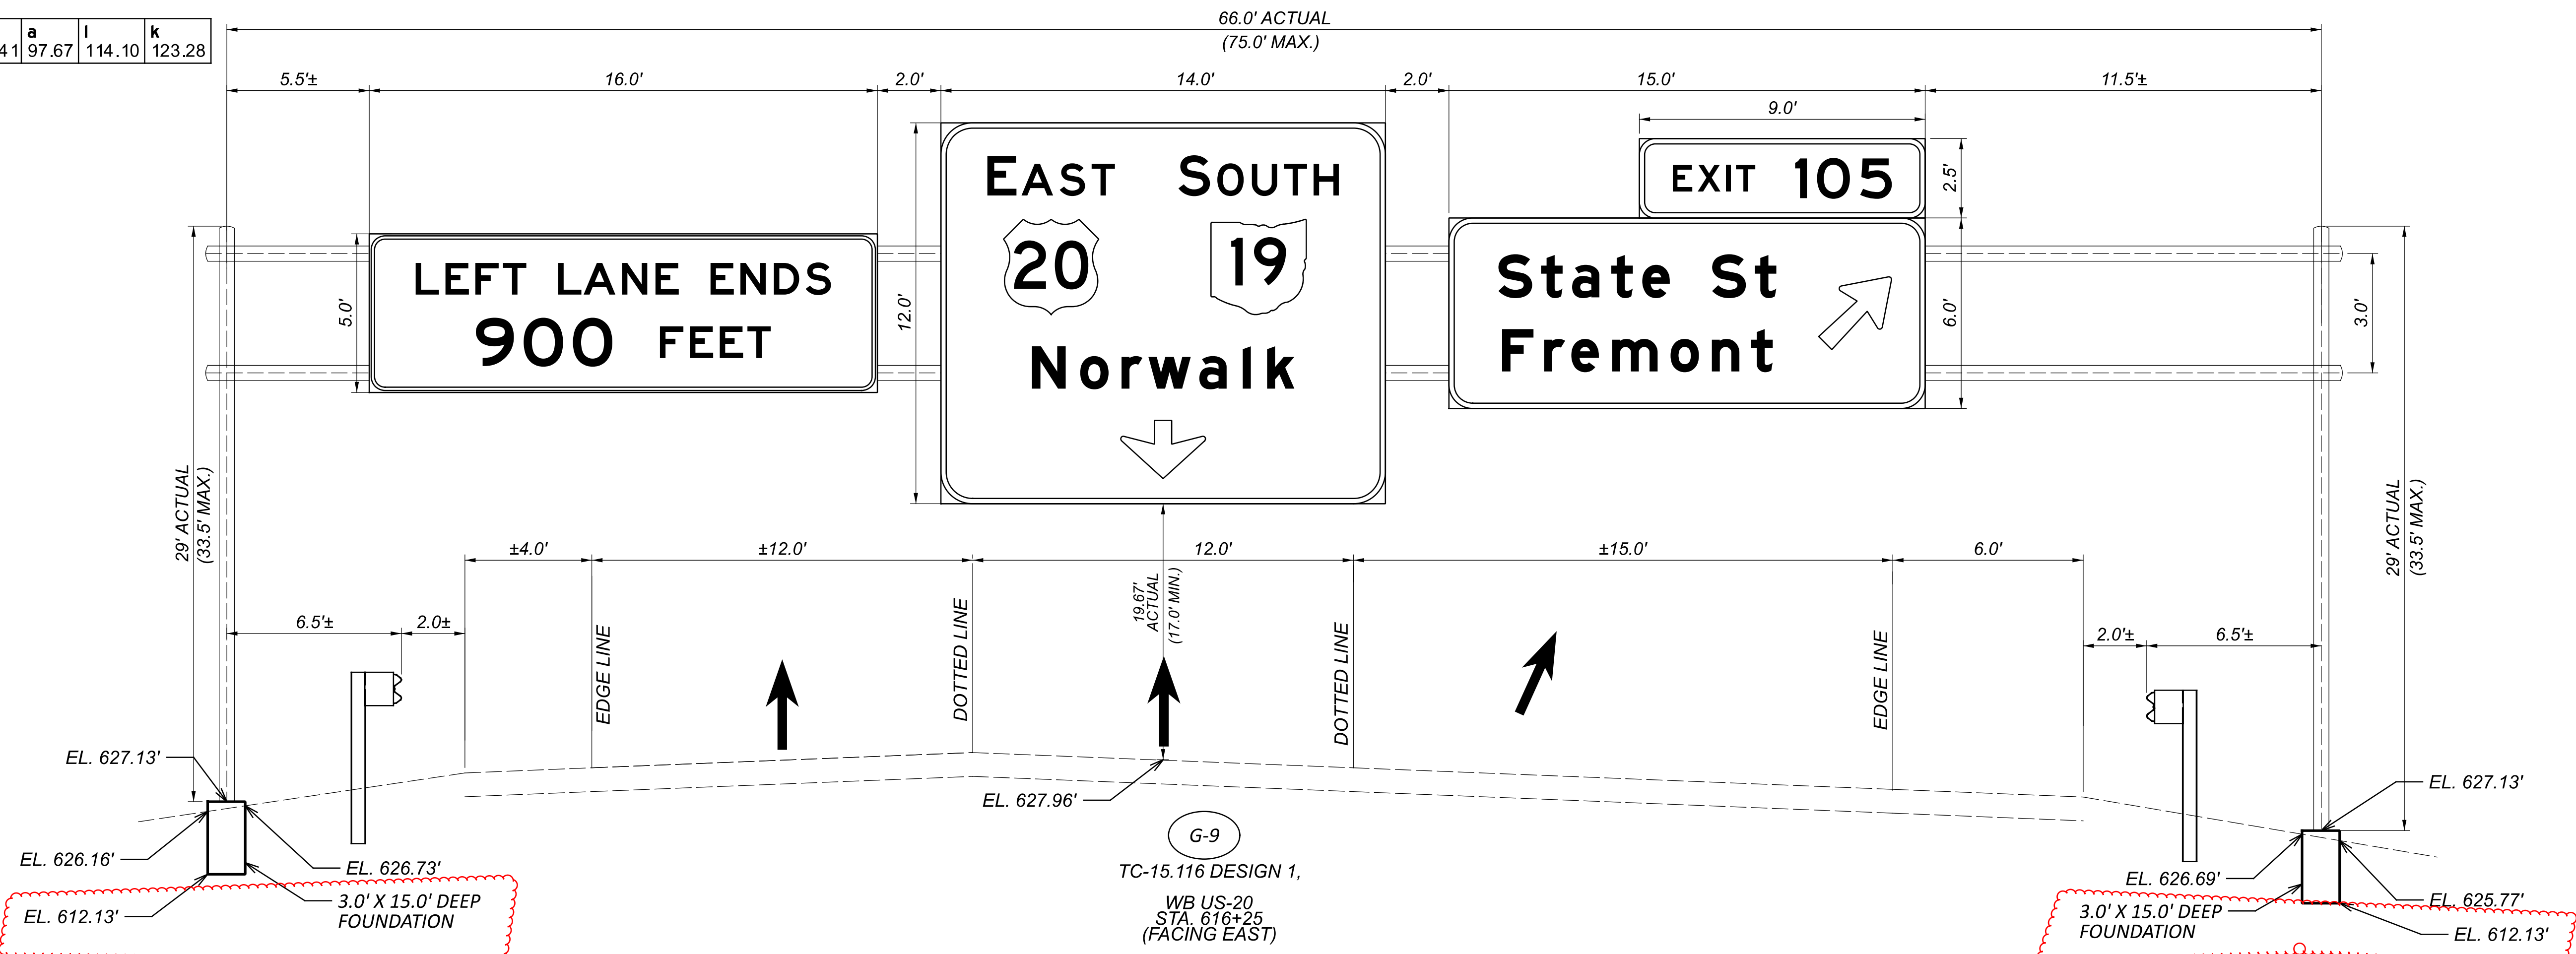 a l k
41 97.67 114.10 123.28
66.0' ACTUAL
(75.0' MAX.)
5.5'± 16.0' 2.0' 14.0' 2.0' 15.0' 11.5'±
9.0'
EAST SOUTH
20 19
Norwalk
12.0'
LEFT LANE ENDS
900 FEET
5.0'
EXIT 105
2.5'
State St
Fremont
6.0'
3.0'
29' ACTUAL
(33.5' MAX.)
29' ACTUAL
(33.5' MAX.)
±4.0' ±12.0' 12.0' ±15.0' 6.0'
19.67'
ACTUAL
(17.0' MIN.)
6.5'± 2.0± 2.0'± 6.5'±
EDGE LINE
DOTTED LINE
DOTTED LINE
EDGE LINE
EL. 627.13'
EL. 626.16'
EL. 626.73'
EL. 612.13'
3.0' X 15.0' DEEP
FOUNDATION
EL. 627.96'
G-9
TC-15.116 DESIGN 1,
WB US-20
STA. 616+25
(FACING EAST)
EL. 627.13'
EL. 626.69'
EL. 625.77'
3.0' X 15.0' DEEP
FOUNDATION
EL. 612.13'